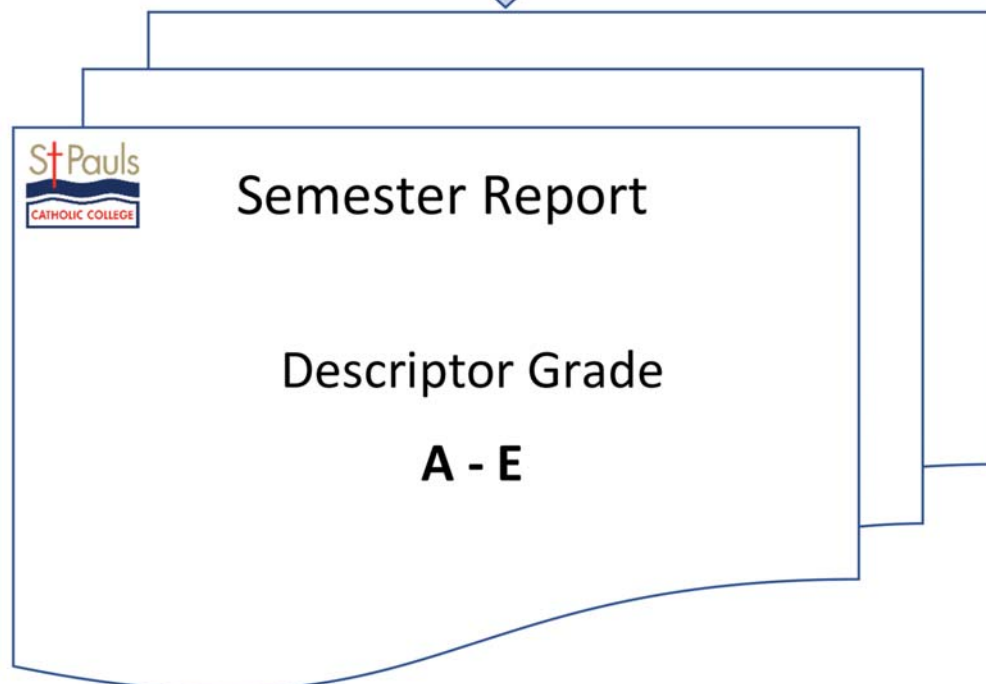 St Pauls
CATHOLIC COLLEGE
Semester Report
Descriptor Grade
A - E